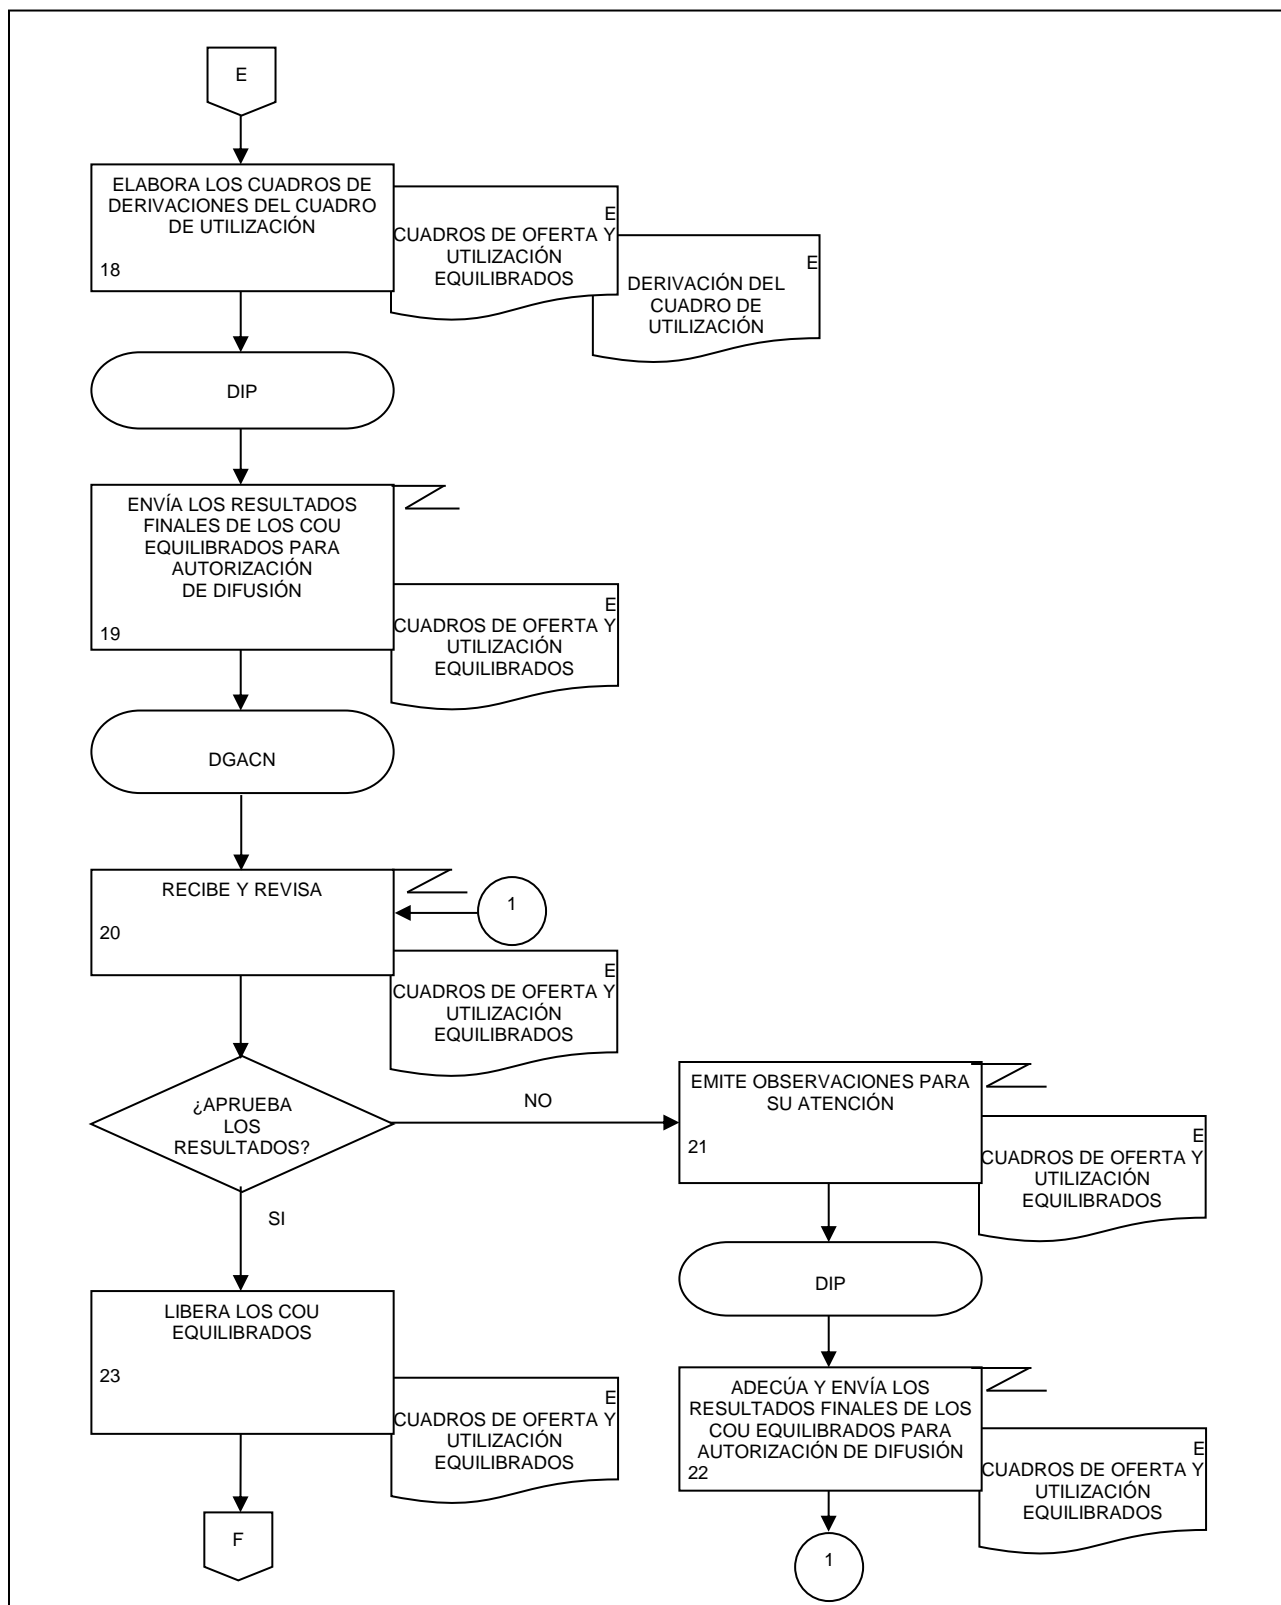 E
ELABORA LOS CUADROS DE
DERIVACIONES DEL CUADRO
DE UTILIZACIÓN
18
E
CUADROS DE OFERTA Y
UTILIZACIÓN
EQUILIBRADOS
E
DERIVACIÓN DEL
CUADRO DE
UTILIZACIÓN
DIP
ENVÍA LOS RESULTADOS
FINALES DE LOS COU
EQUILIBRADOS PARA
AUTORIZACIÓN
DE DIFUSIÓN
19
E
CUADROS DE OFERTA Y
UTILIZACIÓN
EQUILIBRADOS
DGACN
RECIBE Y REVISA
20
1
E
CUADROS DE OFERTA Y
UTILIZACIÓN
EQUILIBRADOS
¿APRUEBA
LOS
RESULTADOS?
NO
EMITE OBSERVACIONES PARA
SU ATENCIÓN
21
E
CUADROS DE OFERTA Y
UTILIZACIÓN
EQUILIBRADOS
SI
DIP
LIBERA LOS COU
EQUILIBRADOS
23
E
CUADROS DE OFERTA Y
UTILIZACIÓN
EQUILIBRADOS
ADECÚA Y ENVÍA LOS
RESULTADOS FINALES DE LOS
COU EQUILIBRADOS PARA
AUTORIZACIÓN DE DIFUSIÓN
22
E
CUADROS DE OFERTA Y
UTILIZACIÓN
EQUILIBRADOS
F
1